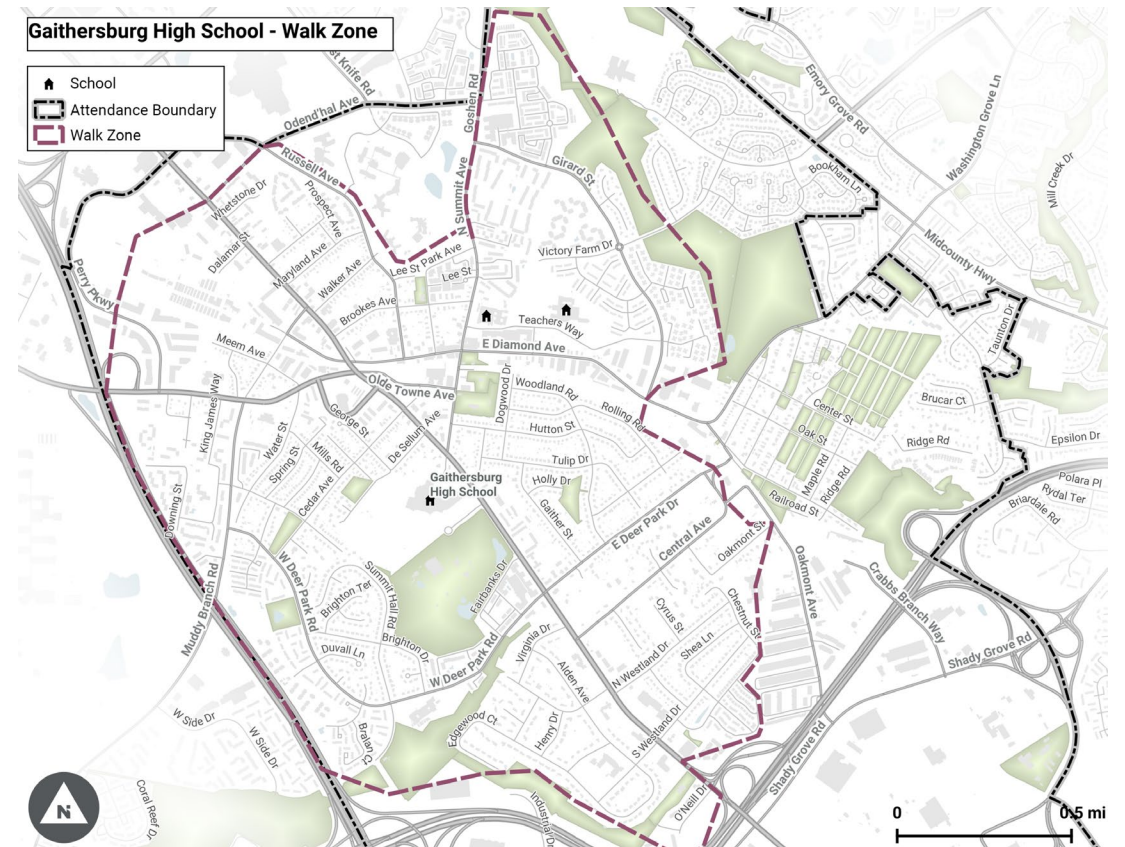 Gaithersburg High School - Walk Zone
School
Attendance Boundary
Walk Zone
Knife Rd
Odend'hal Ave
Goshen Rd
Emory Grove Rd
Washington Grove Ln
Mill Creek Dr
Russell Ave
Girard St
Bookham Ln
Whetstone Dr
Prospect Ave
N Summit Ave
Dalamar St
Maryland Ave
Walker Ave
Lee St
Park Ave
Lee St
Victory Farm Dr
Midcounty Hwy
Perry Pkwy
Brookes Ave
Teachers Way
Taunton Dr
Meem Ave
E Diamond Ave
Olde Towne Ave
King James Way
Dogwood Dr
Woodland Rd
Rolling Rd
Brucar Ct
Center St
George St
De Sellum Ave
Hutton St
Oak St
Water St
Spring St
Mills Rd
Tulip Dr
Ridge Rd
Epsilon Dr
Maple Rd
Ridge Rd
Gaithersburg
High School
Holly Dr
Cedar Ave
Polara Pl
Rydal Ter
Briardale Rd
Downing St
Gaither St
Railroad St
E Deer Park Dr
Central Ave
Oakmont St
Oakmont Ave
W Deer Park Rd
Summit Hall Rd
Fairbanks Dr
Crabbs Branch Way
Muddy Branch Rd
Brighton Ter
Cyrus St
Chestnut St
Duvall Ln
Brighton Dr
Virginia Dr
Shea Ln
Shady Grove Rd
W Deer Park Rd
Alden Ave
N Westland Dr
W Side Dr
W Side Dr
Bralan Ct
Edgewood Ct
Henry Dr
S Westland Dr
Shady Grove Rd
Coral Reef Dr
Industrial Dr
O'Neill Dr
N
0
0.5 mi